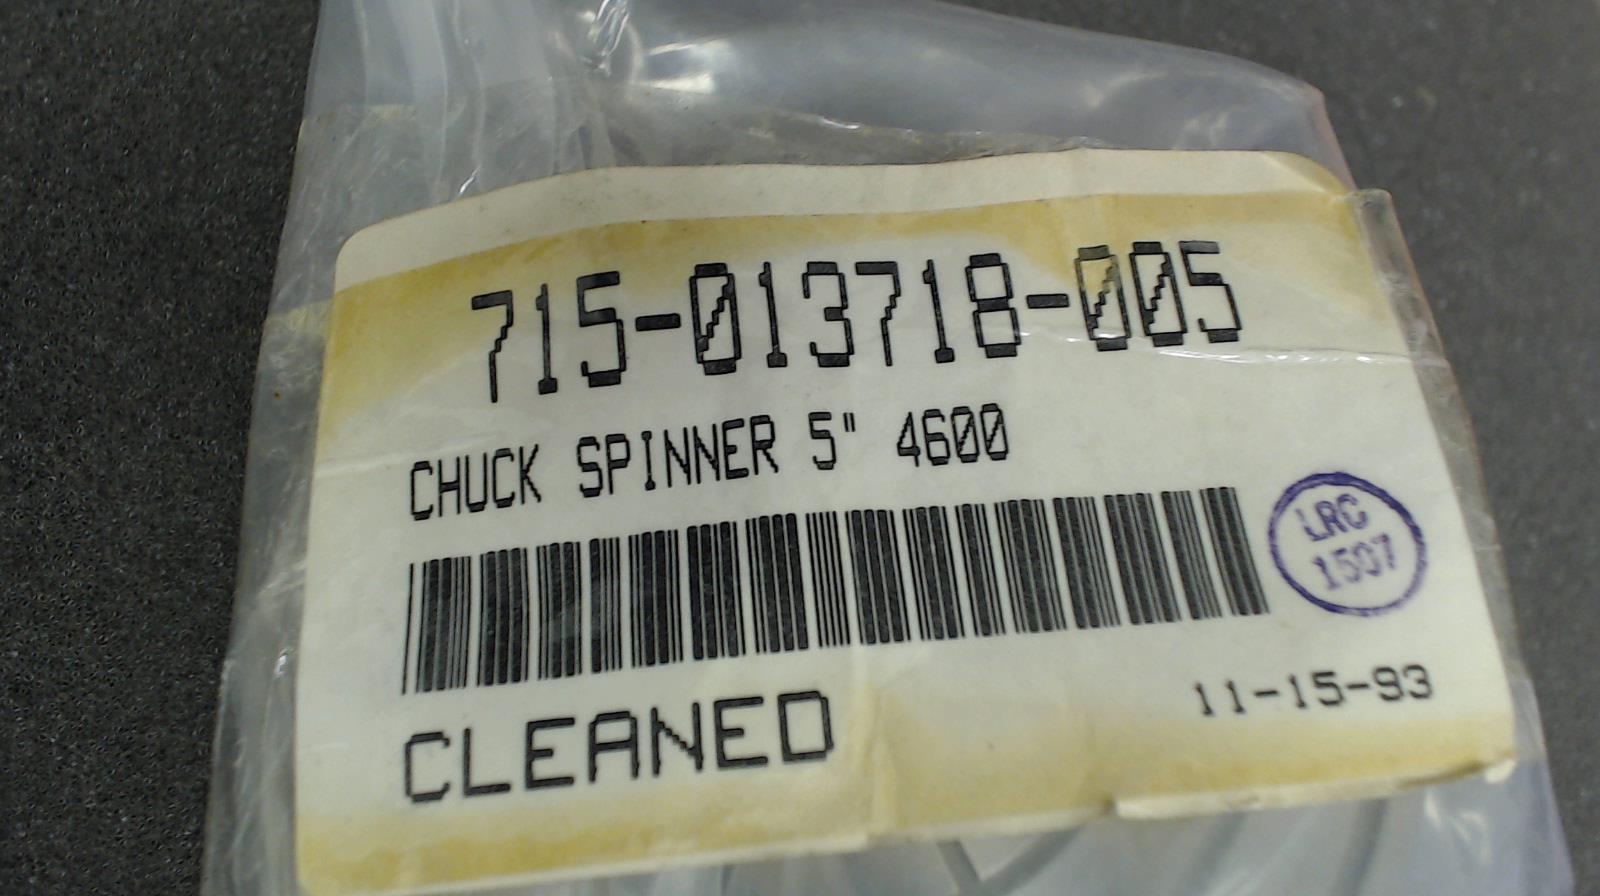 715-013718-005
CHUCK SPINNER 5" 4600
LRC
1507
CLEANED
11-15-93